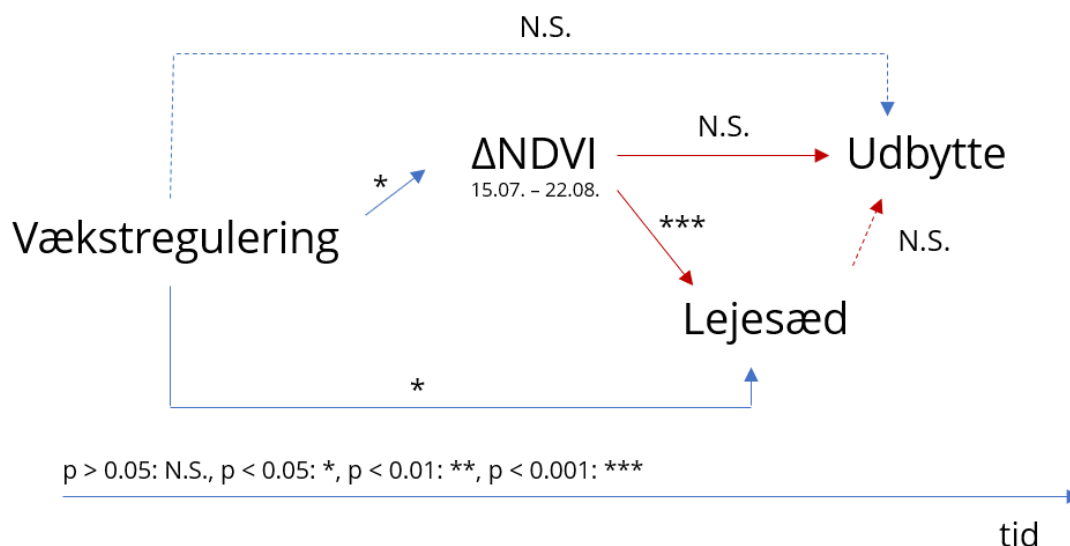 N.S.
ΔNDVI
15.07. – 22.08.
N.S.
Udbytte
*
Vækstregulering
***
N.S.
Lejesæd
*
p > 0.05: N.S., p < 0.05: *, p < 0.01: **, p < 0.001: ***
tid